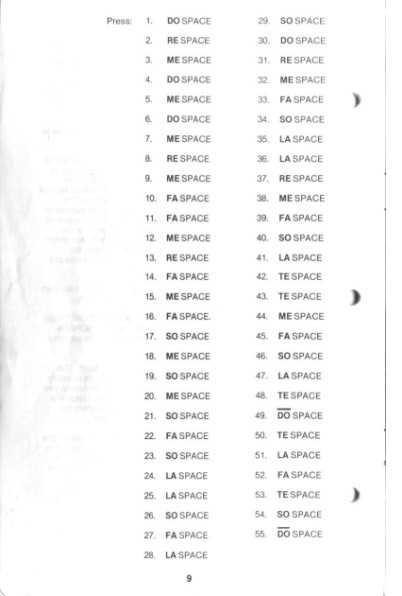 Press: 1. DO SPACE
2. RE SPACE
3. ME SPACE
4. DO SPACE
5. ME SPACE
6. DO SPACE
7. ME SPACE
8. RE SPACE
9. ME SPACE
10. FA SPACE
11. FA SPACE
12. ME SPACE
13. RE SPACE
14. FA SPACE
15. ME SPACE
16. FA SPACE.
17. SO SPACE
18. ME SPACE
19. SO SPACE
20. ME SPACE
21. SO SPACE
22. FA SPACE
23. SO SPACE
24. LA SPACE
25. LA SPACE
26. SO SPACE
27. FA SPACE
28. LA SPACE
29. SO SPACE
30. DO SPACE
31. RE SPACE
32. ME SPACE
33. FA SPACE
34. SO SPACE
35. LA SPACE
36. LA SPACE
37. RE SPACE
38. ME SPACE
39. FA SPACE
40. SO SPACE
41. LA SPACE
42. TE SPACE
43. TE SPACE
44. ME SPACE
45. FA SPACE
46. SO SPACE
47. LA SPACE
48. TE SPACE
49. D̅O̅ SPACE
50. TE SPACE
51. LA SPACE
52. FA SPACE
53. TE SPACE
54. SO SPACE
55. D̅O̅ SPACE
9